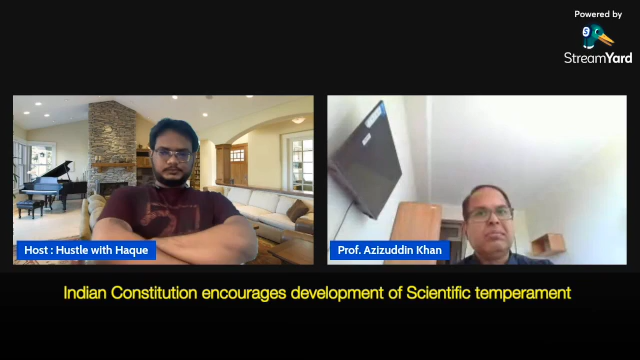 Powered by
StreamYard
Host : Hustle with Haque
Prof. Azizuddin Khan
Indian Constitution encourages development of Scientific temperament